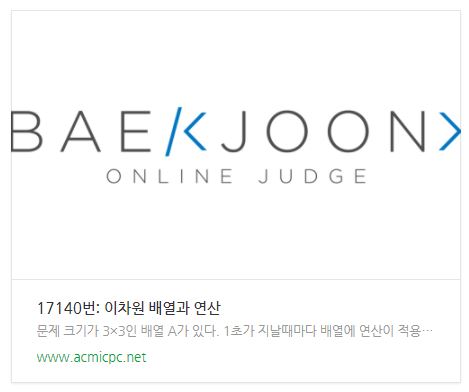 BAEKJOON
ONLINE JUDGE
17140번: 이차원 배열과 연산
문제 크기가 3×3인 배열 A가 있다. 1초가 지날때마다 배열에 연산이 적용…
www.acmicpc.net